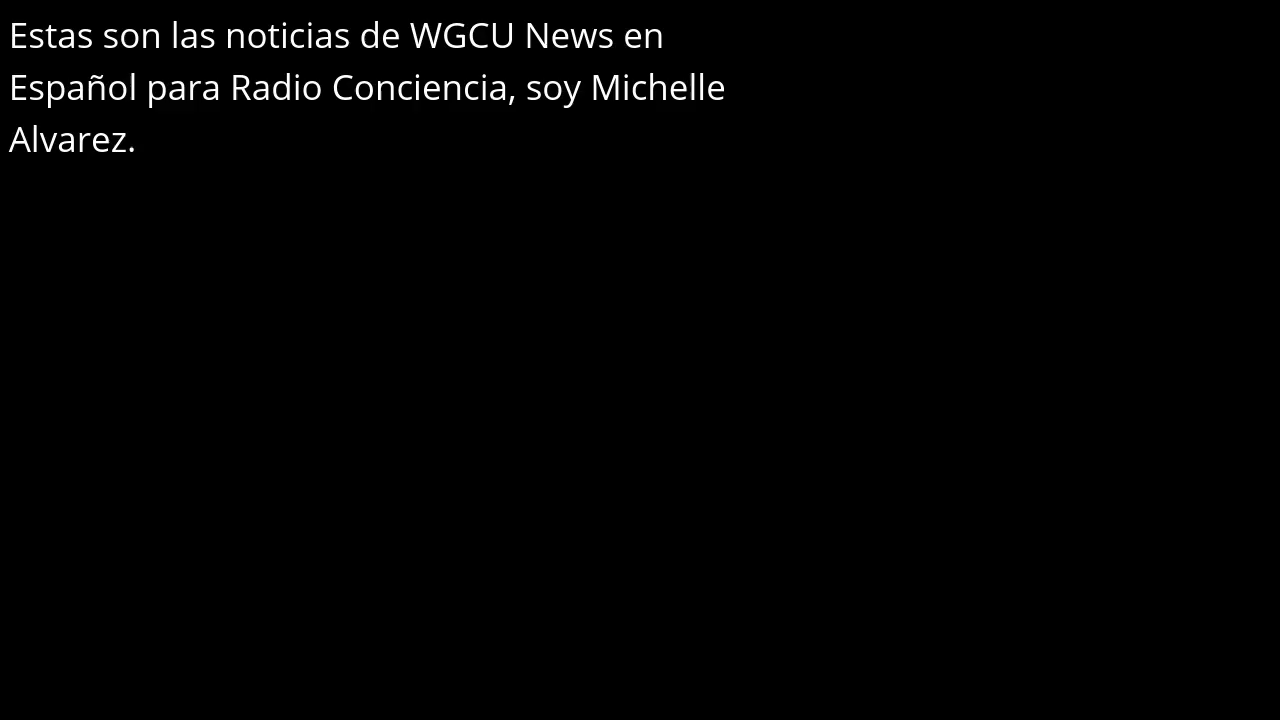 Estas son las noticias de WGCU News en
Español para Radio Conciencia, soy Michelle
Alvarez.